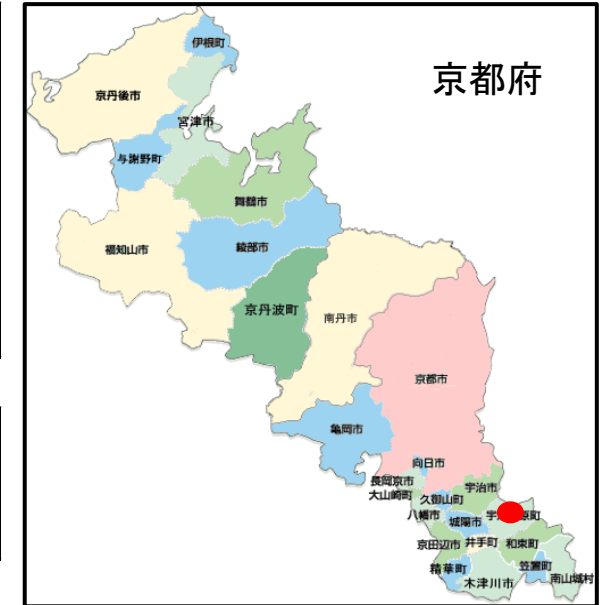 京都府
伊根町
京丹後市
宮津市
与謝野町
舞鶴市
福知山市
綾部市
京丹波町
南丹市
京都市
亀岡市
向日市
長岡京市
大山崎町
宇治市
久御山町
八幡市
城陽市
京田辺市
井手町
和束町
精華町
笠置町
木津川市
南山城村